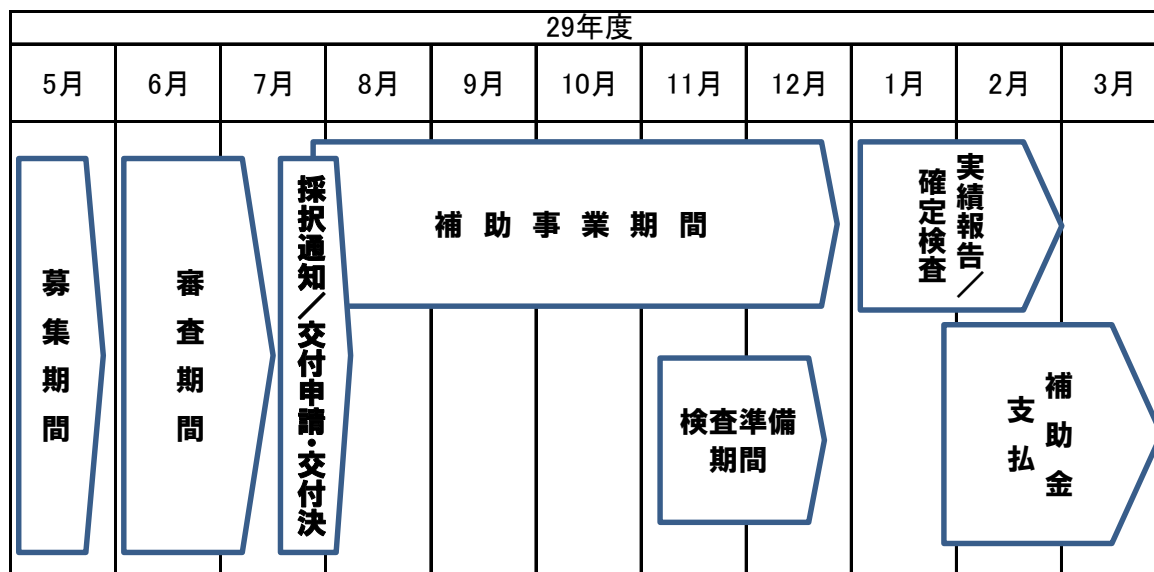 29年度
5月 6月 7月 8月 9月 10月 11月 12月 1月 2月 3月
募集期間
審査期間
採択通知／交付申請・交付決
補助事業期間
検査準備
期間
実績報告／
確定検査
補助金
支払